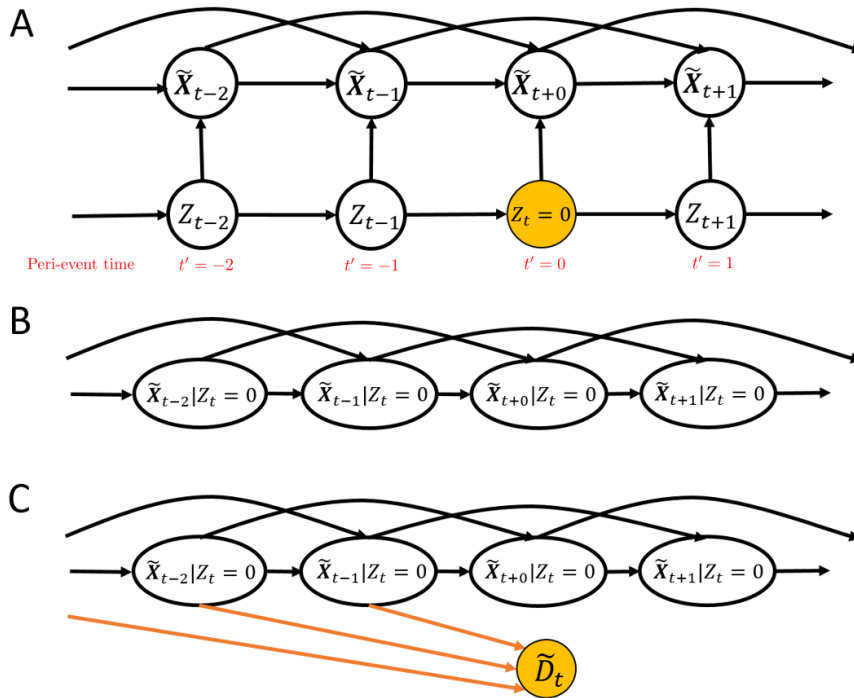 A
X̃ₜ₋₂ X̃ₜ₋₁ X̃ₜ₊₀ X̃ₜ₊₁
Zₜ₋₂ Zₜ₋₁ Zₜ = 0 Zₜ₊₁
Peri-event time t′ = −2 t′ = −1 t′ = 0 t′ = 1
B
X̃ₜ₋₂|Zₜ = 0 X̃ₜ₋₁|Zₜ = 0 X̃ₜ₊₀|Zₜ = 0 X̃ₜ₊₁|Zₜ = 0
C
X̃ₜ₋₂|Zₜ = 0 X̃ₜ₋₁|Zₜ = 0 X̃ₜ₊₀|Zₜ = 0 X̃ₜ₊₁|Zₜ = 0
D̃ₜ